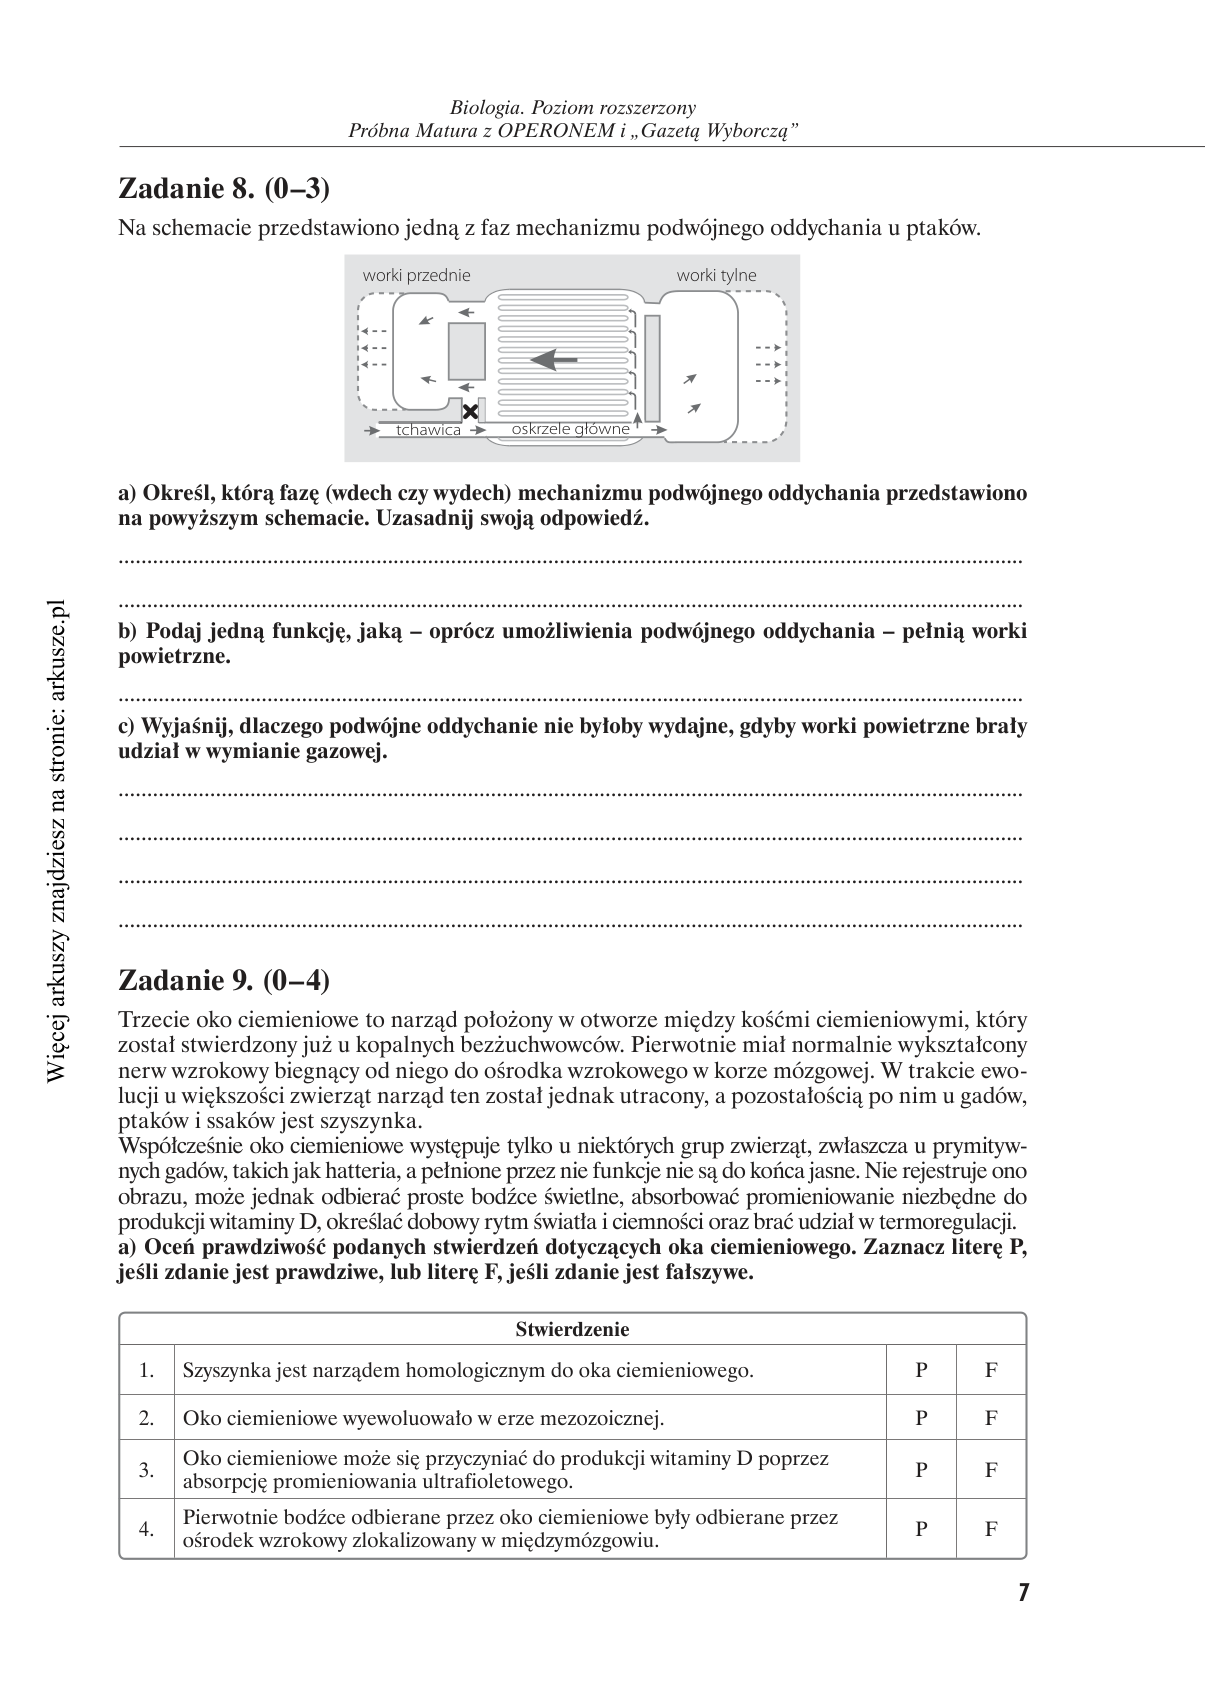 Biologia. Poziom rozszerzony
Próbna Matura z OPERONEM i „Gazetą Wyborczą”
Zadanie 8. (0–3)
Na schemacie przedstawiono jedną z faz mechanizmu podwójnego oddychania u ptaków.
worki przednie
worki tylne
tchawica
oskrzele główne
a) Określ, którą fazę (wdech czy wydech) mechanizmu podwójnego oddychania przedstawiono
na powyższym schemacie. Uzasadnij swoją odpowiedź.
b) Podaj jedną funkcję, jaką – oprócz umożliwienia podwójnego oddychania – pełnią worki
powietrzne.
c) Wyjaśnij, dlaczego podwójne oddychanie nie byłoby wydajne, gdyby worki powietrzne brały
udział w wymianie gazowej.
Zadanie 9. (0–4)
Trzecie oko ciemieniowe to narząd położony w otworze między kośćmi ciemieniowymi, który
został stwierdzony już u kopalnych bezżuchwowców. Pierwotnie miał normalnie wykształcony
nerw wzrokowy biegnący od niego do ośrodka wzrokowego w korze mózgowej. W trakcie ewo-
lucji u większości zwierząt narząd ten został jednak utracony, a pozostałością po nim u gadów,
ptaków i ssaków jest szyszynka.
Współcześnie oko ciemieniowe występuje tylko u niektórych grup zwierząt, zwłaszcza u prymityw-
nych gadów, takich jak hatteria, a pełnione przez nie funkcje nie są do końca jasne. Nie rejestruje ono
obrazu, może jednak odbierać proste bodźce świetlne, absorbować promieniowanie niezbędne do
produkcji witaminy D, określać dobowy rytm światła i ciemności oraz brać udział w termoregulacji.
a) Oceń prawdziwość podanych stwierdzeń dotyczących oka ciemieniowego. Zaznacz literę P,
jeśli zdanie jest prawdziwe, lub literę F, jeśli zdanie jest fałszywe.
Stwierdzenie
1. Szyszynka jest narządem homologicznym do oka ciemieniowego. P F
2. Oko ciemieniowe wyewoluowało w erze mezozoicznej. P F
3. Oko ciemieniowe może się przyczyniać do produkcji witaminy D poprzez
absorpcję promieniowania ultrafioletowego. P F
4. Pierwotnie bodźce odbierane przez oko ciemieniowe były odbierane przez
ośrodek wzrokowy zlokalizowany w międzymózgowiu. P F
7
Więcej arkuszy znajdziesz na stronie: arkusze.pl